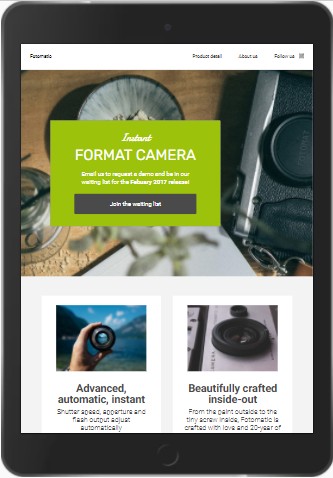 Fotomatic
Product detail About us Follow us
Instant
FORMAT CAMERA
Email us to request a demo and be in our
waiting list for the Febuary 2017 release!
Join the waiting list
Advanced,
automatic, instant
Shutter speed, apperture and
flash output adjust
automatically
Beautifully crafted
inside-out
From the paint outside to the
tiny screw inside, Fotomatic is
crafted with love and 20-year of